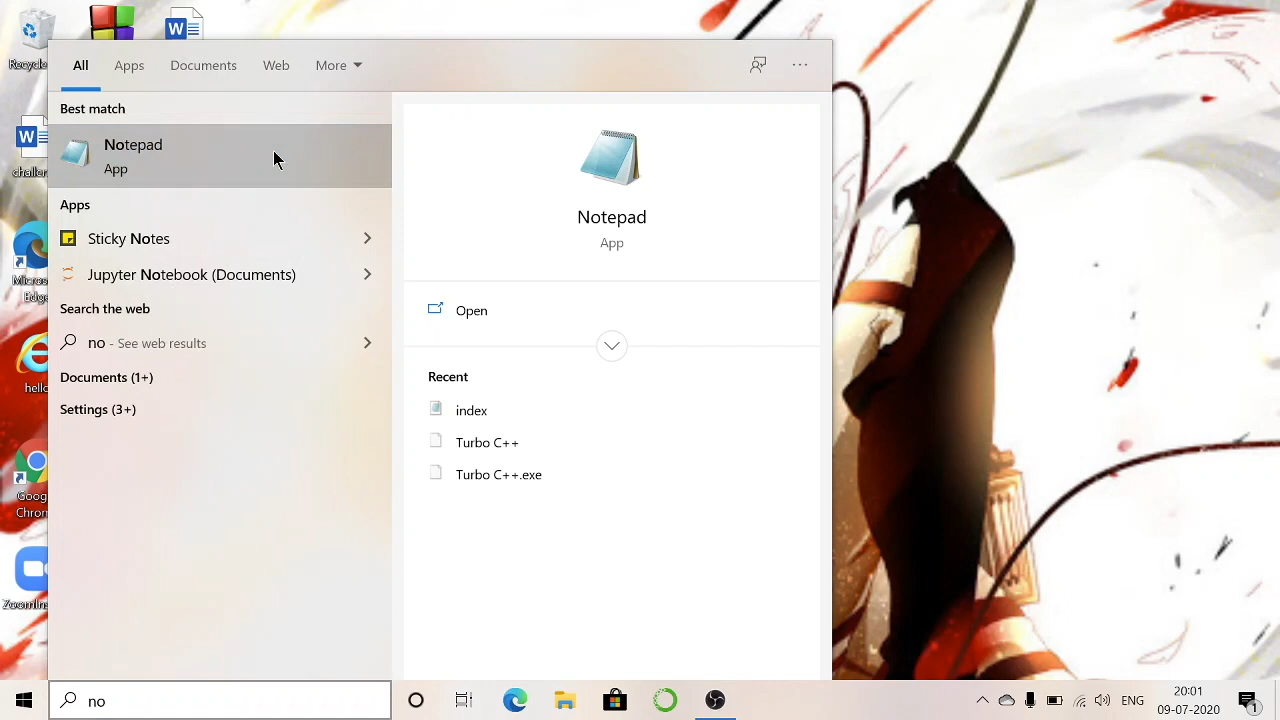 All Apps Documents Web More
Best match
Notepad
App
Apps
Sticky Notes
Jupyter Notebook (Documents)
Search the web
no - See web results
Documents (1+)
Settings (3+)
Notepad
App
Open
Recent
index
Turbo C++
Turbo C++.exe
no
ENG
20:01
09-07-2020
1